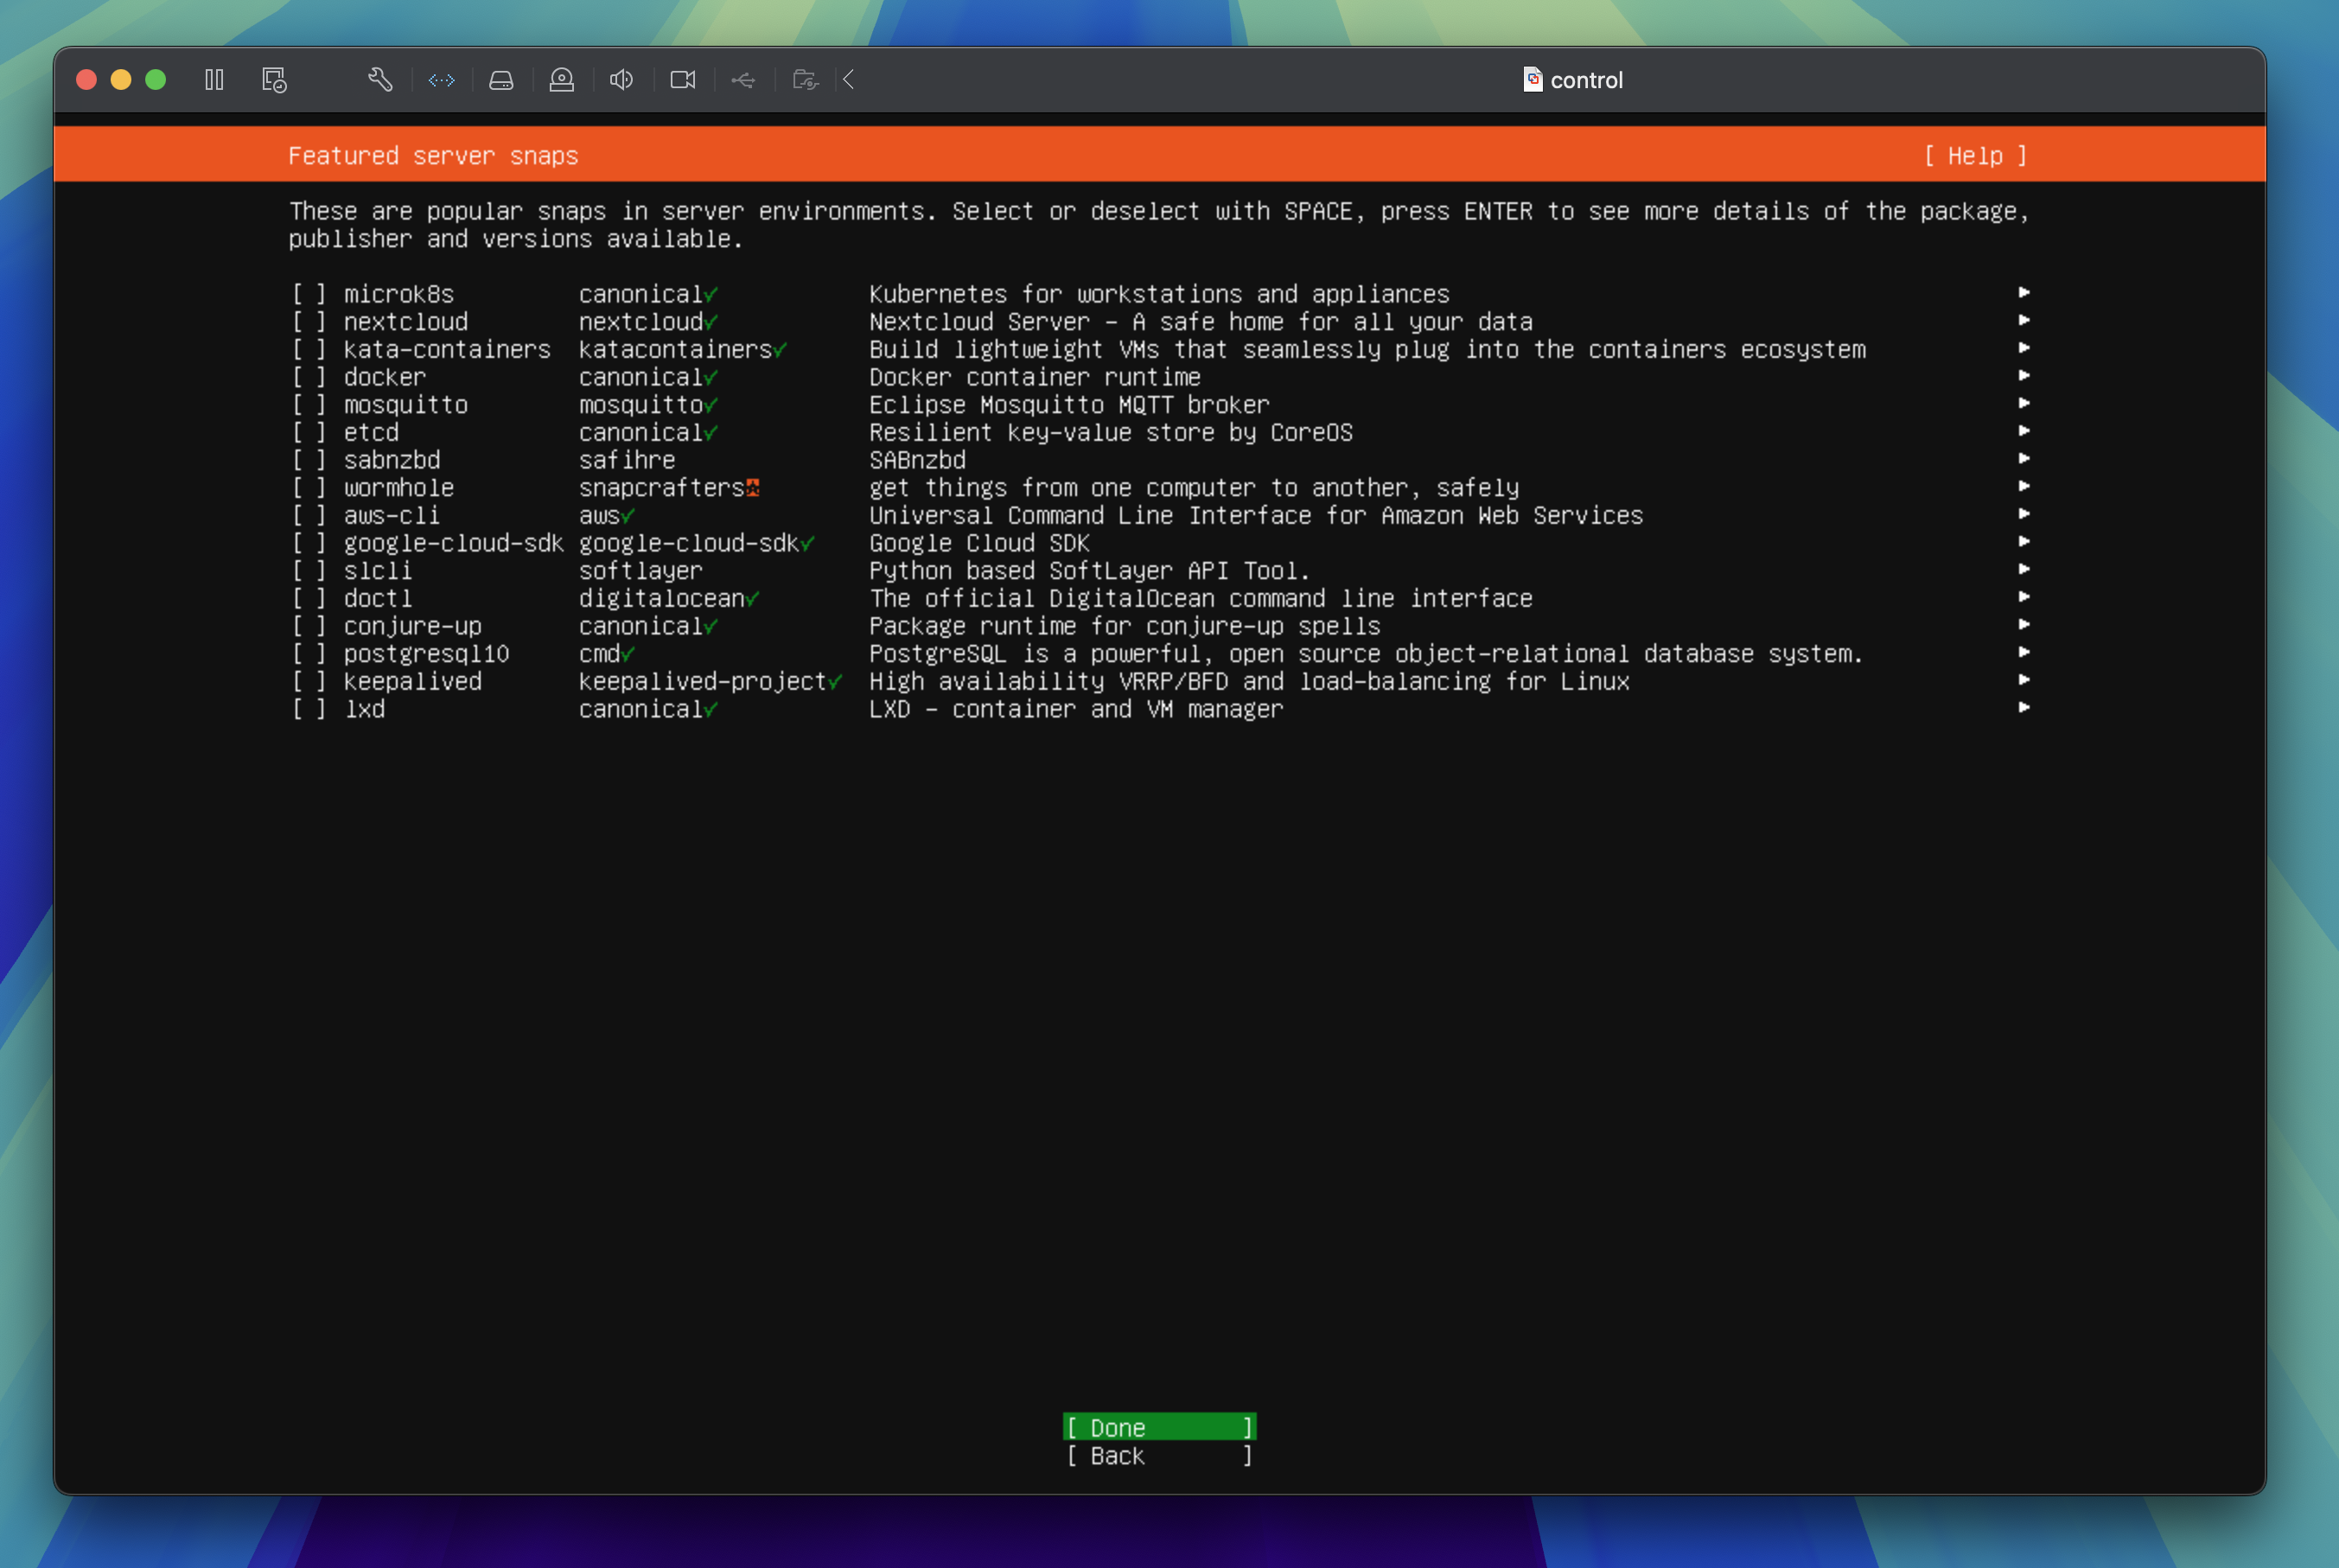 control
Featured server snaps [ Help ]
These are popular snaps in server environments. Select or deselect with SPACE, press ENTER to see more details of the package,
publisher and versions available.
[ ] microk8s canonical✓ Kubernetes for workstations and appliances ▸
[ ] nextcloud nextcloud✓ Nextcloud Server - A safe home for all your data ▸
[ ] kata-containers katacontainers✓ Build lightweight VMs that seamlessly plug into the containers ecosystem ▸
[ ] docker canonical✓ Docker container runtime ▸
[ ] mosquitto mosquitto✓ Eclipse Mosquitto MQTT broker ▸
[ ] etcd canonical✓ Resilient key-value store by CoreOS ▸
[ ] sabnzbd safihre SABnzbd ▸
[ ] wormhole snapcrafters get things from one computer to another, safely ▸
[ ] aws-cli aws✓ Universal Command Line Interface for Amazon Web Services ▸
[ ] google-cloud-sdk google-cloud-sdk✓ Google Cloud SDK ▸
[ ] slcli softlayer Python based SoftLayer API Tool. ▸
[ ] doctl digitalocean✓ The official DigitalOcean command line interface ▸
[ ] conjure-up canonical✓ Package runtime for conjure-up spells ▸
[ ] postgresql10 cmd✓ PostgreSQL is a powerful, open source object-relational database system. ▸
[ ] keepalived keepalived-project✓ High availability VRRP/BFD and load-balancing for Linux ▸
[ ] lxd canonical✓ LXD - container and VM manager ▸
[ Done ]
[ Back ]